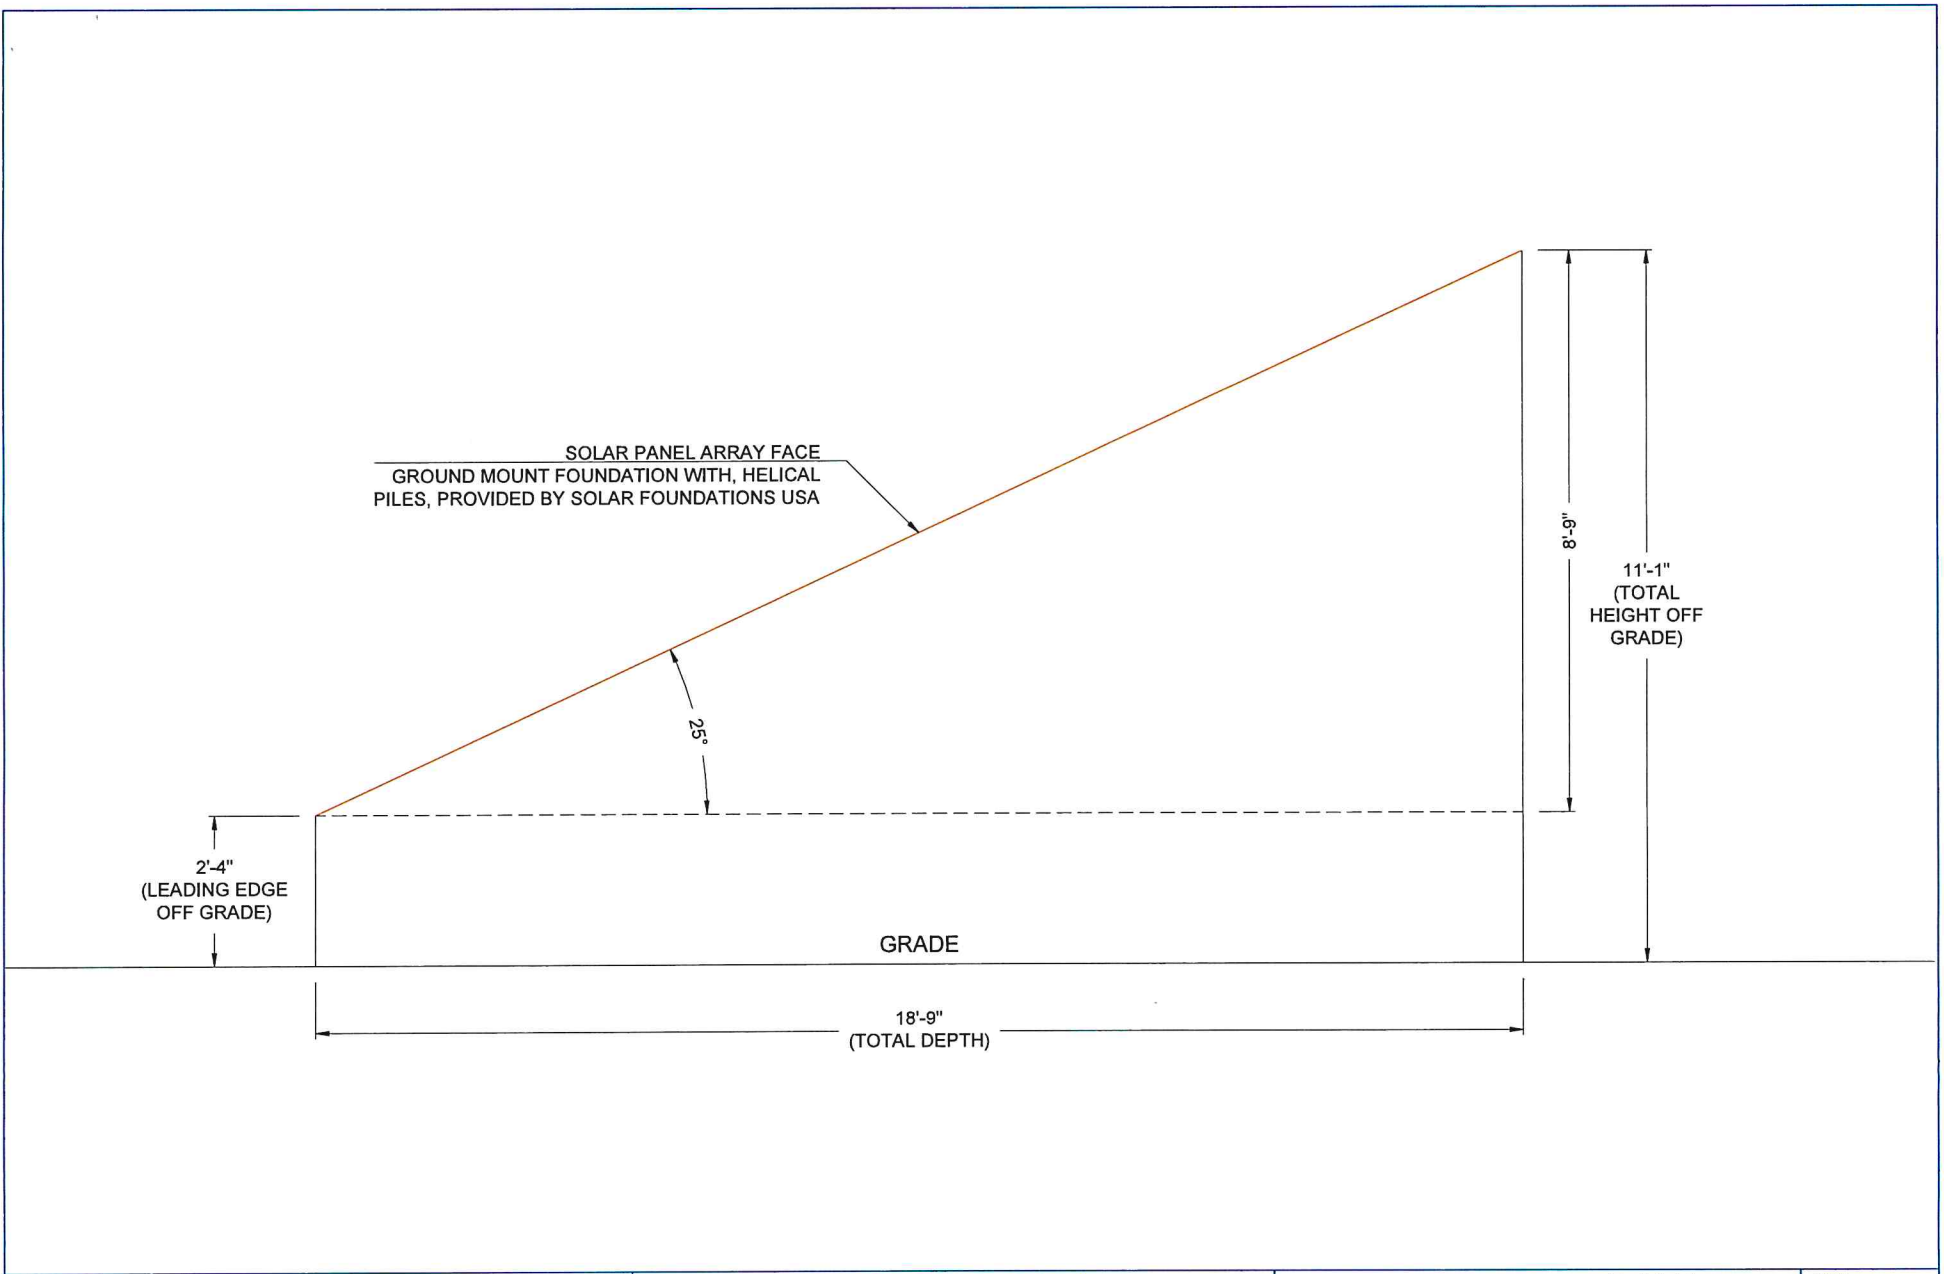 SOLAR PANEL ARRAY FACE
GROUND MOUNT FOUNDATION WITH, HELICAL
PILES, PROVIDED BY SOLAR FOUNDATIONS USA
8'-9"
11'-1"
(TOTAL
HEIGHT OFF
GRADE)
25°
2'-4"
(LEADING EDGE
OFF GRADE)
GRADE
18'-9"
(TOTAL DEPTH)